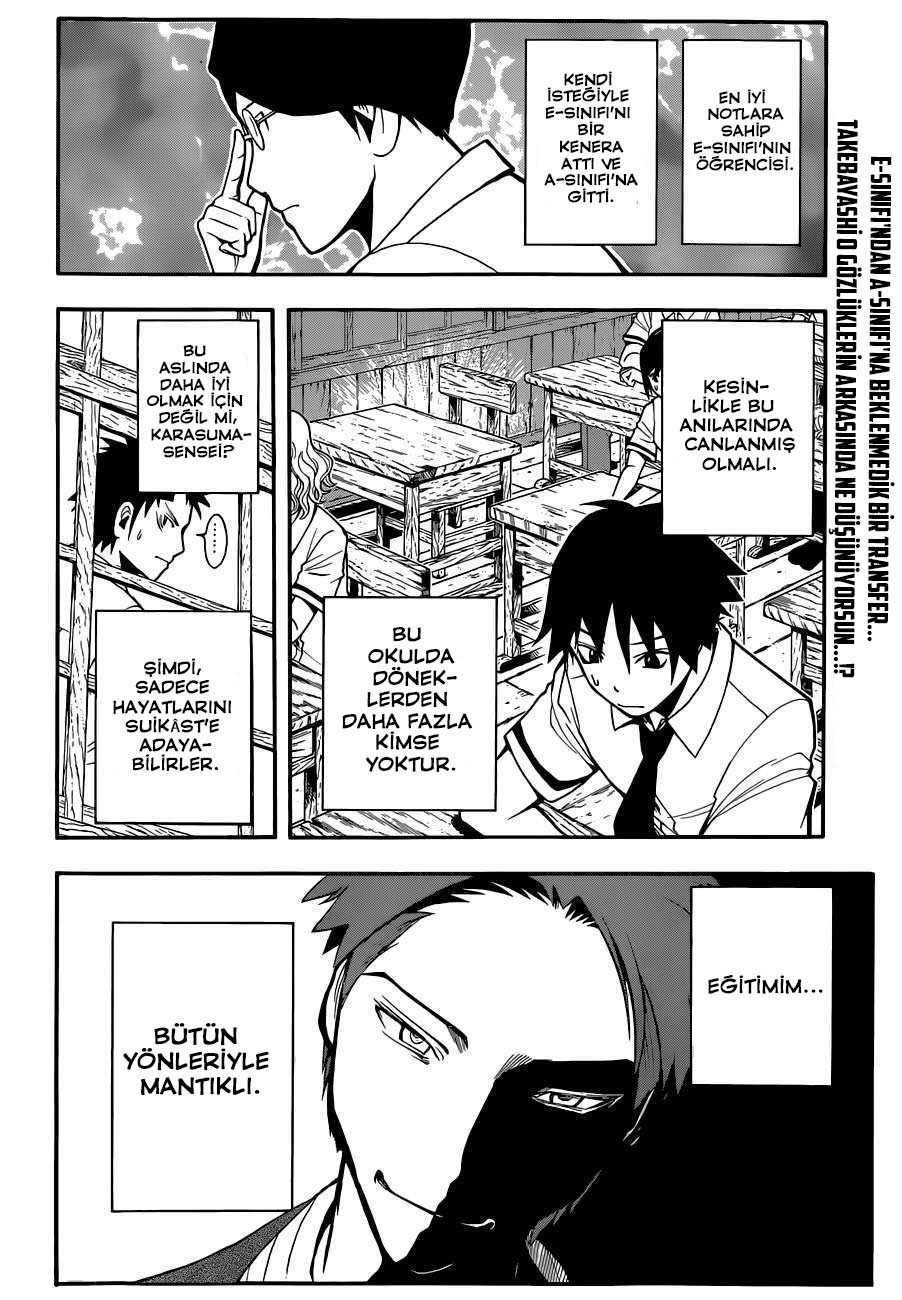 E-SINIFI'NDAN A-SINIFI'NA BEKLENMEDİK BİR TRANSFER...
TAKEBAYASHİ O GÖZLÜKLERİN ARKASINDA NE DÜŞÜNÜYORSUN...!?
EN İYİ
NOTLARA
SAHİP
E-SINIFI'NIN
ÖĞRENCİSİ.
KENDİ
İSTEĞİYLE
E-SINIFI'NI
BİR
KENERA
ATTI VE
A-SINIFI'NA
GİTTİ.
KESİN-
LİKLE BU
ANILARINDA
CANLANMIŞ
OLMALI.
BU
OKULDA
DÖNEK-
LERDEN
DAHA FAZLA
KİMSE
YOKTUR.
BU
ASLINDA
DAHA İYİ
OLMAK İÇİN
DEĞİL Mİ,
KARASUMA-
SENSEI?
......
ŞİMDİ,
SADECE
HAYATLARINI
SUİKÂST'E
ADAYA-
BİLİRLER.
EĞİTİMİM...
BÜTÜN
YÖNLERİYLE
MANTIKLI.